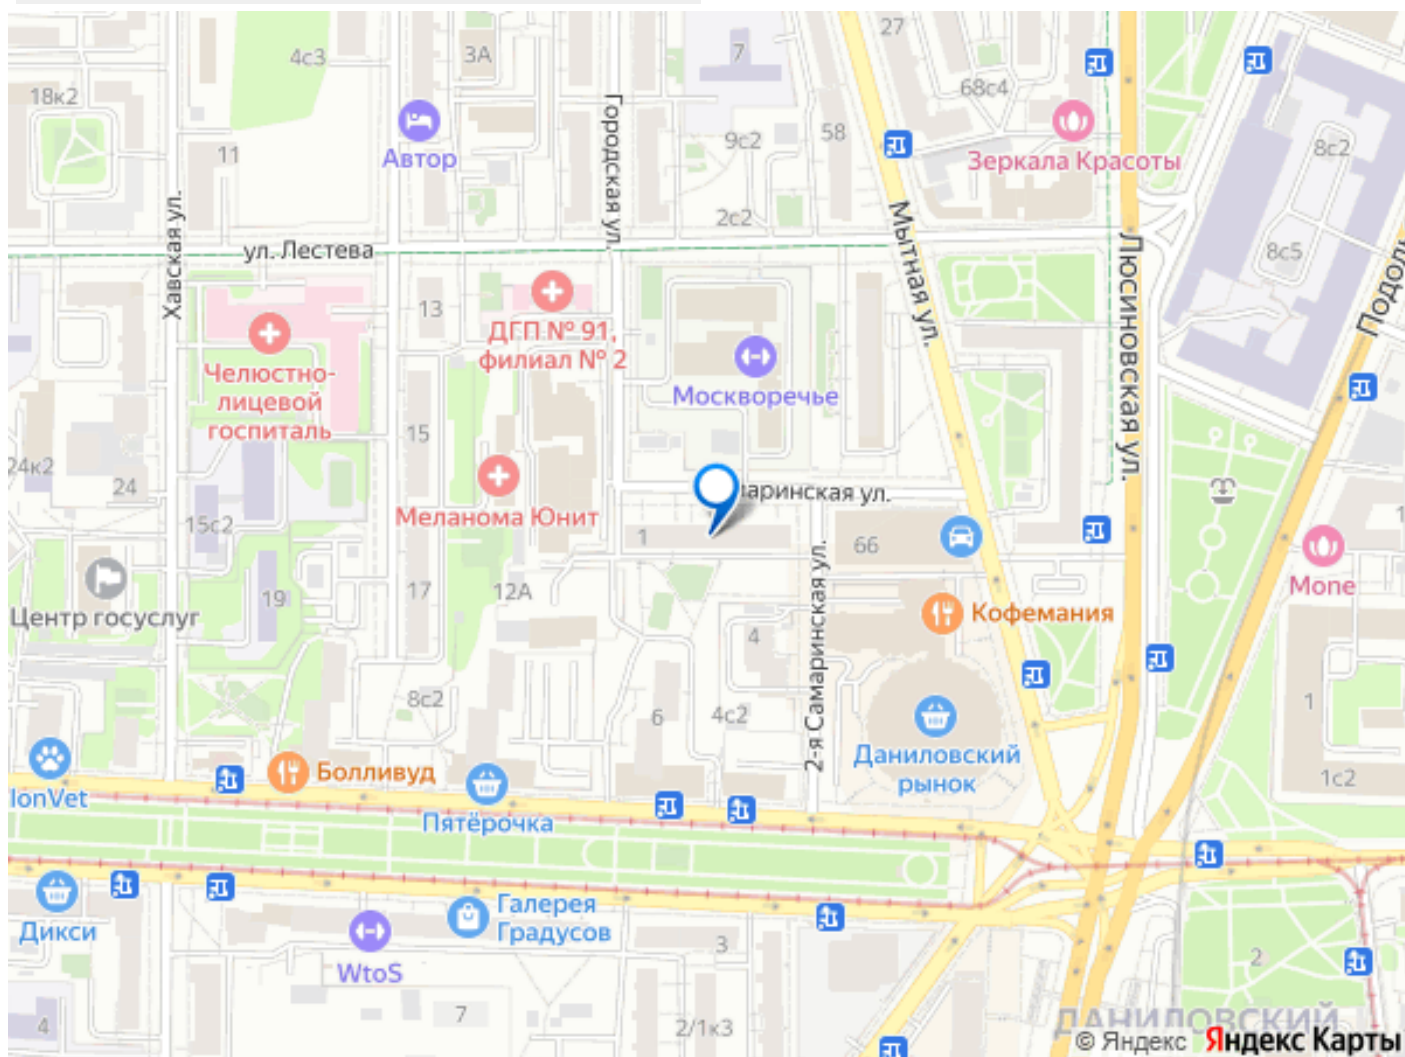 27
4с3
3А
7
18к2
68с4
Автор
58
9с2
8с2
11
Зеркала Красоты
Городская ул.
2с2
Мытная ул.
Хавская ул.
ул. Лестева
8с5
Люсиновская ул.
13
ДГП № 91,
филиал № 2
Москворечье
Челюстно-
лицевой
госпиталь
15
24к2
24
Меланома Юнит
маринская ул.
15с2
1
66
17
12А
19
Mone
Центр госуслуг
Кофемания
4
2-я Самаринская ул.
8с2
6
4с2
1
Даниловский
рынок
Болливуд
1с2
lonVet
Пятёрочка
Дикси
Галерея
Градусов
WtoS
3
2
7
4
2/1к3
ДАНИЛОВСКИЙ
© Яндекс Яндекс Карты